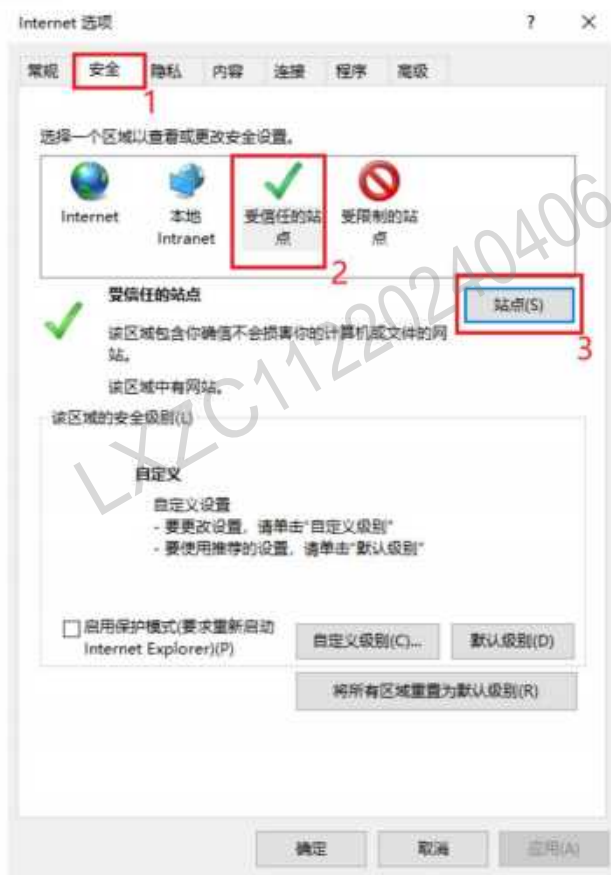 Internet 选项
? ×
常规 安全 隐私 内容 连接 程序 高级
1
选择一个区域以查看或更改安全设置。
Internet
本地
Intranet
受信任的站
点
受限制的站
点
2
受信任的站点
站点(S)
3
该区域包含你确信不会损害你的计算机或文件的网
站。
该区域中有网站。
该区域的安全级别(L)
自定义
自定义设置
- 要更改设置，请单击"自定义级别"
- 要使用推荐的设置，请单击"默认级别"
启用保护模式(要求重新启动
Internet Explorer)(P)
自定义级别(C)...
默认级别(D)
将所有区域重置为默认级别(R)
确定
取消
应用(A)
LXZC11220240406